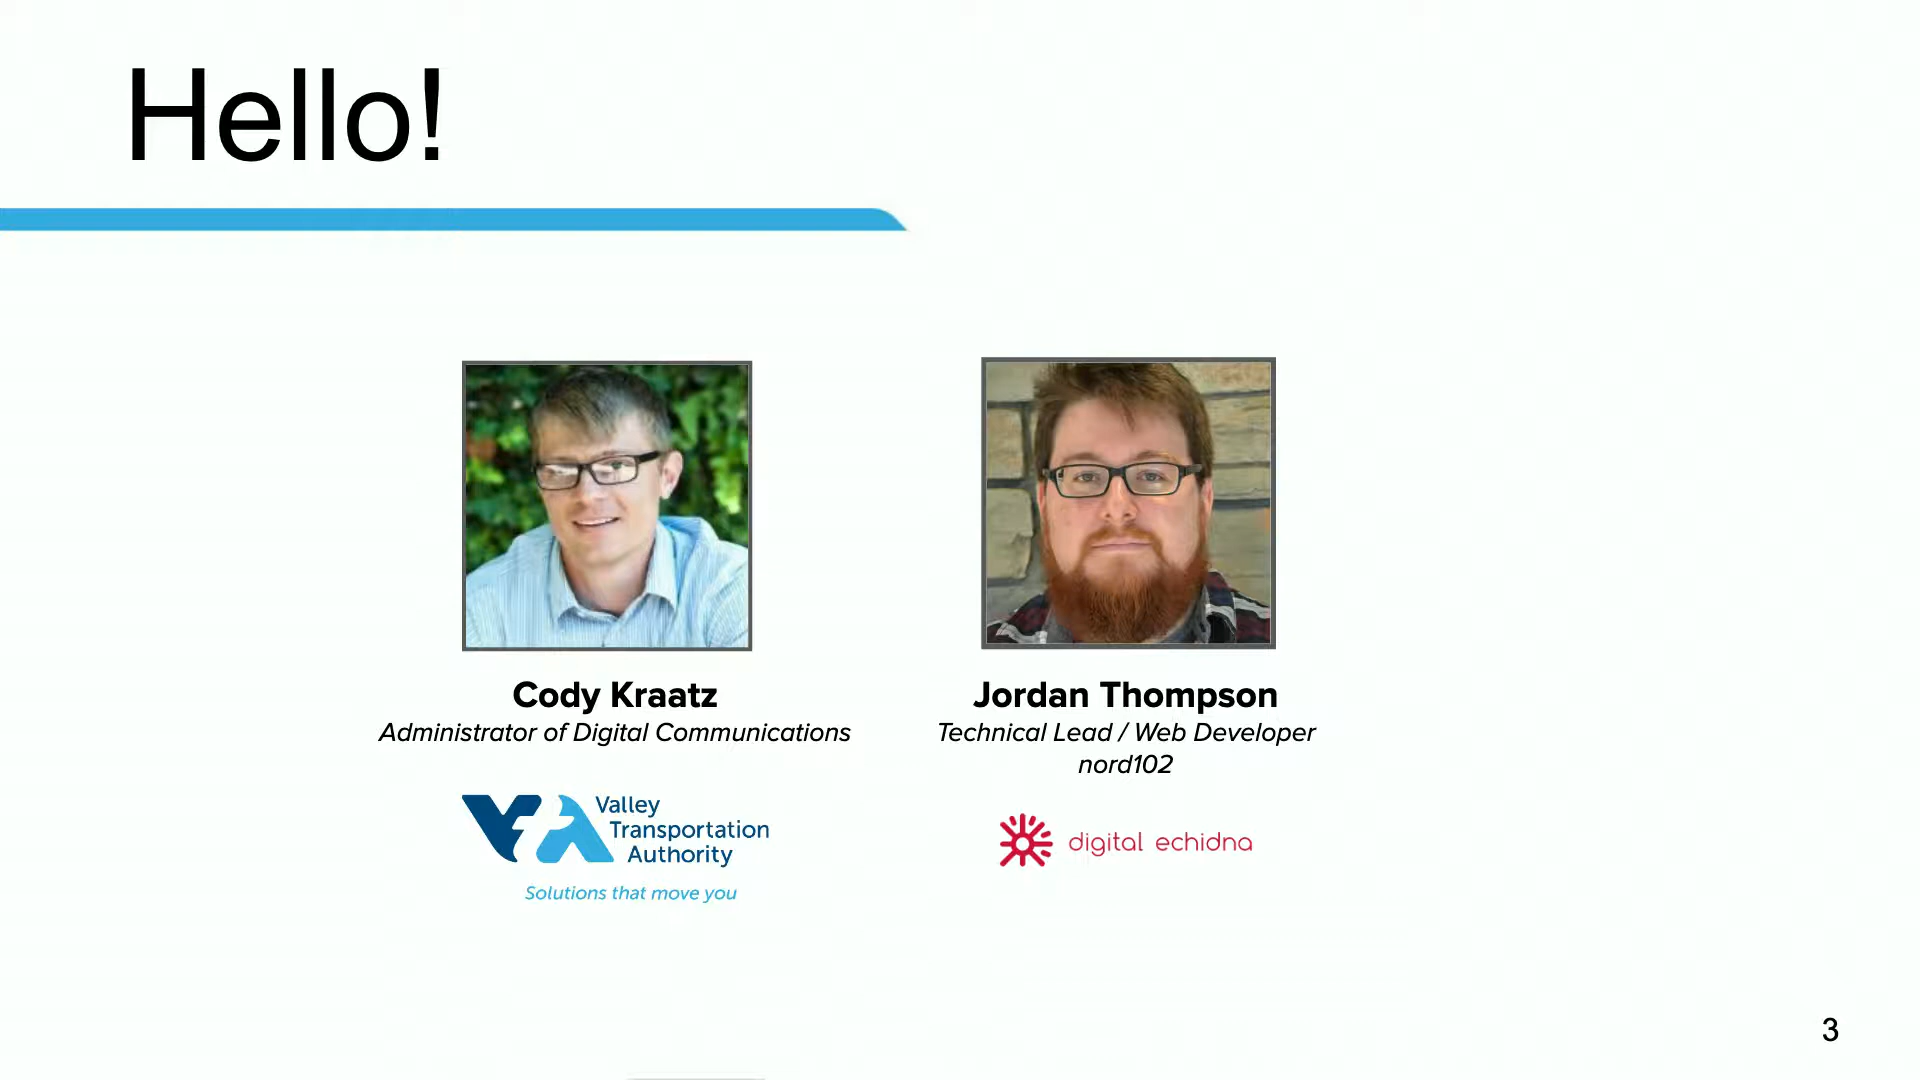 Hello!
Cody Kraatz
Administrator of Digital Communications
Valley
Transportation
Authority
Solutions that move you
Jordan Thompson
Technical Lead / Web Developer
nord102
digital echidna
3